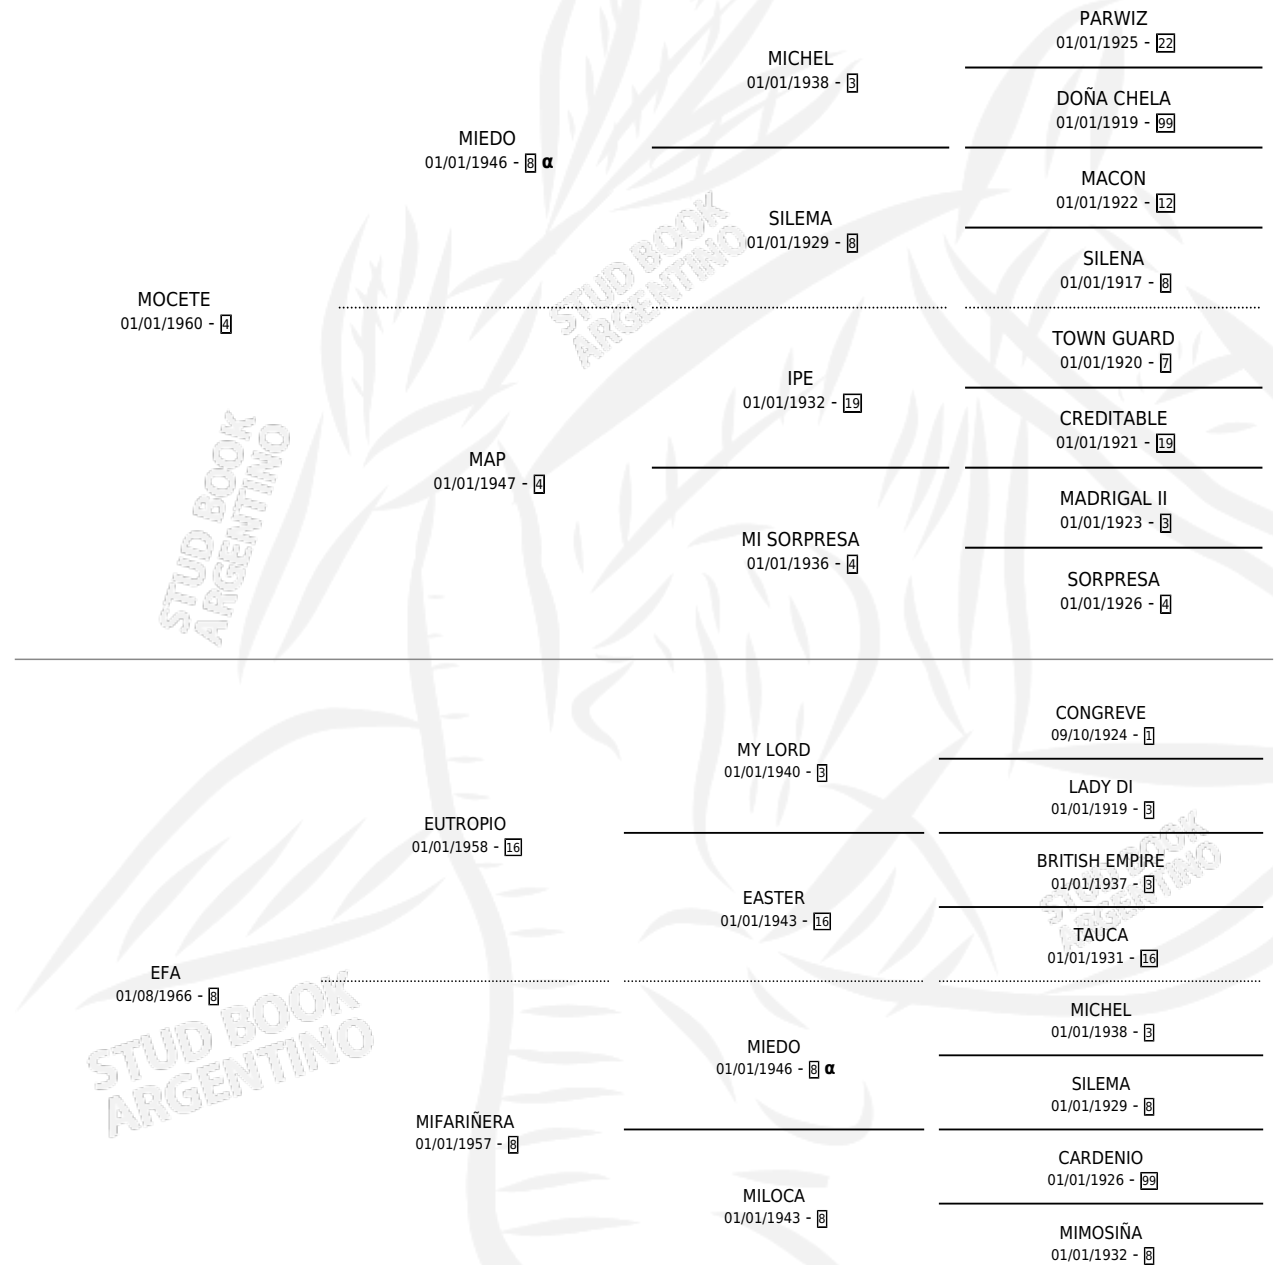 PARWIZ
01/01/1925 - 22
MICHEL
01/01/1938 - 3
DOÑA CHELA
01/01/1919 - 99
MIEDO
01/01/1946 - 8 α
MACON
01/01/1922 - 12
SILEMA
01/01/1929 - 8
SILENA
01/01/1917 - 8
MOCETE
01/01/1960 - 4
TOWN GUARD
01/01/1920 - 7
IPE
01/01/1932 - 19
CREDITABLE
01/01/1921 - 19
MAP
01/01/1947 - 4
MADRIGAL II
01/01/1923 - 3
MI SORPRESA
01/01/1936 - 4
SORPRESA
01/01/1926 - 4
CONGREVE
09/10/1924 - 1
MY LORD
01/01/1940 - 3
LADY DI
01/01/1919 - 3
EUTROPIO
01/01/1958 - 16
BRITISH EMPIRE
01/01/1937 - 3
EASTER
01/01/1943 - 16
TAUCA
01/01/1931 - 16
EFA
01/08/1966 - 8
MICHEL
01/01/1938 - 3
MIEDO
01/01/1946 - 8 α
SILEMA
01/01/1929 - 8
MIFARIÑERA
01/01/1957 - 8
CARDENIO
01/01/1926 - 99
MILOCA
01/01/1943 - 8
MIMOSIÑA
01/01/1932 - 8
STUD BOOK
ARGENTINO
STUD BOOK
ARGENTINO
STUD BOOK
ARGENTINO
STUD BOOK
ARGENTINO